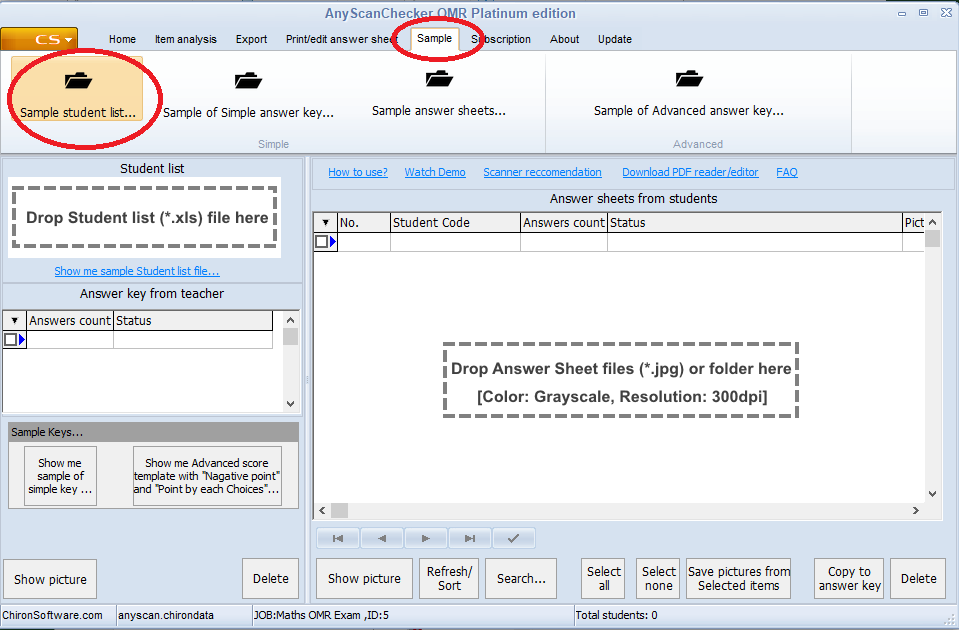 AnyScanChecker OMR Platinum edition
CS
Home Item analysis Export Print/edit answer sheet Sample Subscription About Update
Sample student list...
Sample of Simple answer key...
Sample answer sheets...
Sample of Advanced answer key...
Simple
Advanced
Student list
Drop Student list (*.xls) file here
Show me sample Student list file...
Answer key from teacher
Answers count Status
Sample Keys...
Show me
sample of
simple key ...
Show me Advanced score
template with "Nagative point"
and "Point by each Choices"...
Show picture
Delete
How to use? Watch Demo Scanner reccomendation Download PDF reader/editor FAQ
Answer sheets from students
No. Student Code Answers count Status Pict
Drop Answer Sheet files (*.jpg) or folder here
[Color: Grayscale, Resolution: 300dpi]
Show picture
Refresh/
Sort
Search...
Select
all
Select
none
Save pictures from
Selected items
Copy to
answer key
Delete
ChironSoftware.com anyscan.chirondata JOB:Maths OMR Exam ,ID:5 Total students: 0